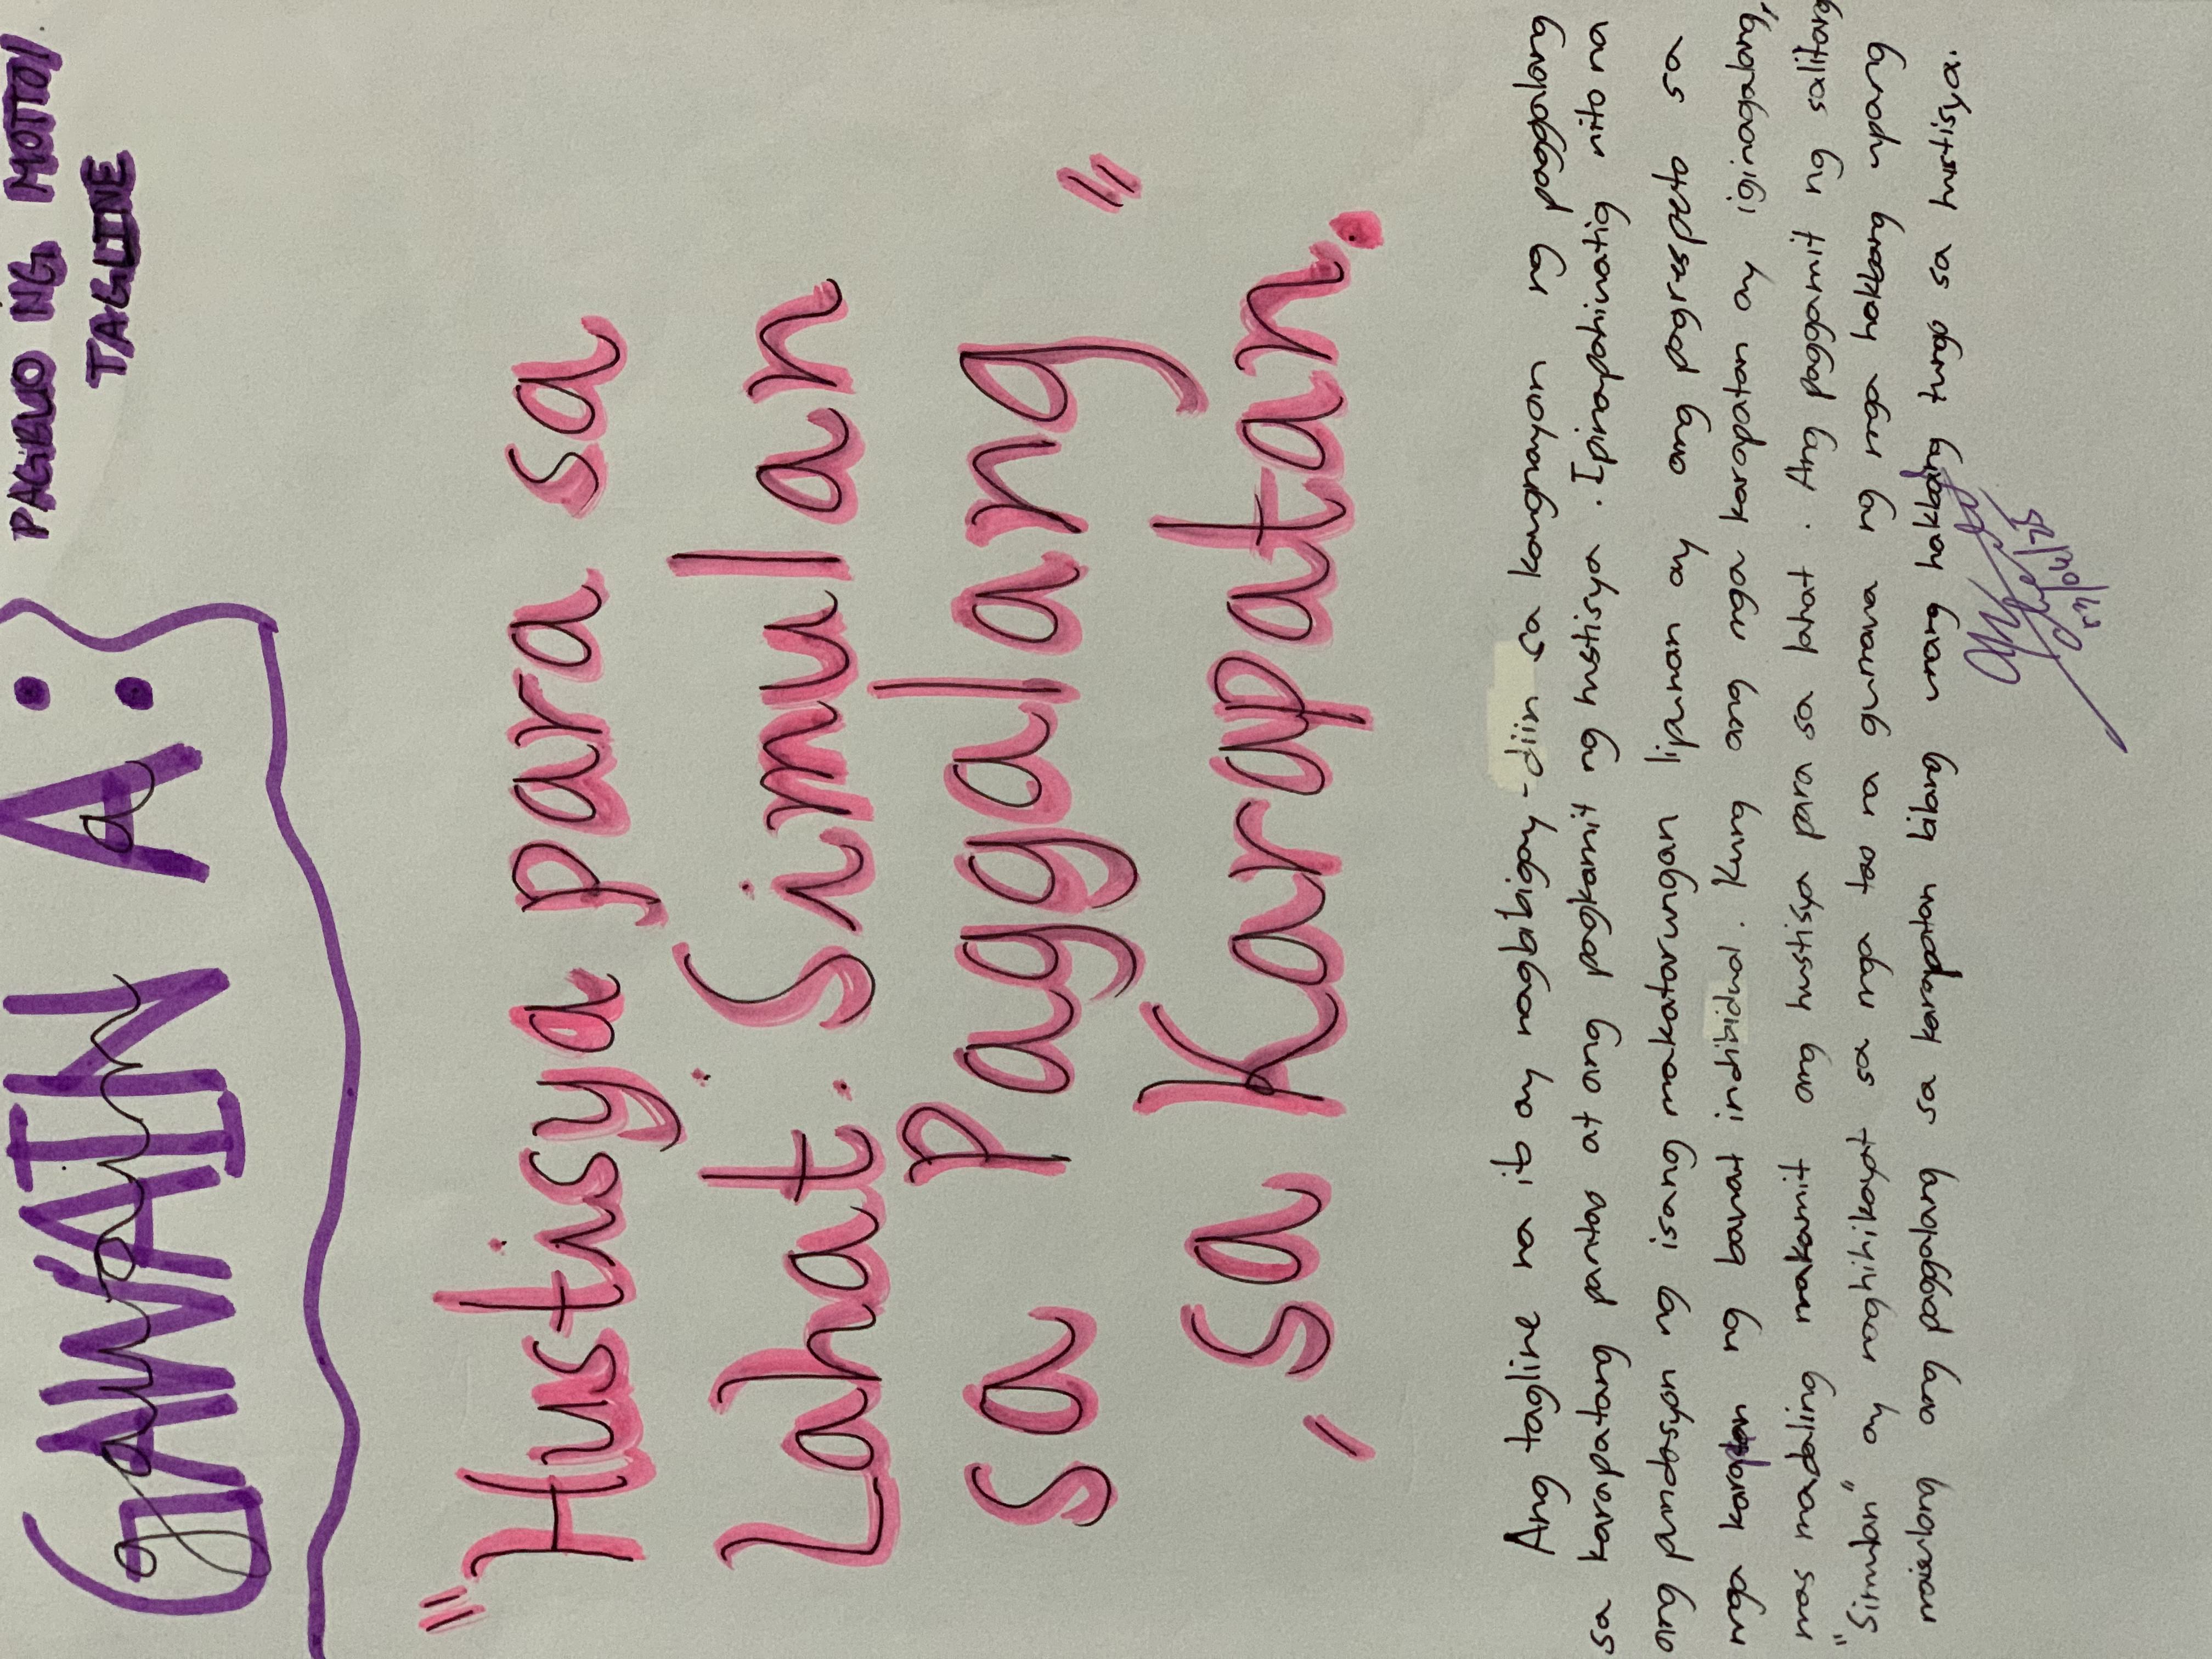 GAWAIN A:
gawain a
PAGBUO NG MOTTO/
TAGLINE
"Hustisya para sa
Lahat: Simulan
sa Paggalang
sa Karapatan."
Ang tagline na ito ay nagbibigay-diin sa kaugnayan ng paggalang
sa karapatang pantao at ang pagkamit ng hustisya. Ipinapahiwatig nito na
ang pundasyon ng isang makatarungan lipunan ay ang pagrespeto sa
mga karapatan ng bawat indibidual. Kung ang mga karapatan ay iginagalang,
mas madaling makamit ang hustisya para sa lahat. Ang paggamit ng salitang
"Simulan" ay naghihikayat sa mga tao na gumawa ng mga hakbang upang
maisulong ang paggalang sa karapatan bilang unang hakbang tungo sa hustisya.
03/06/25